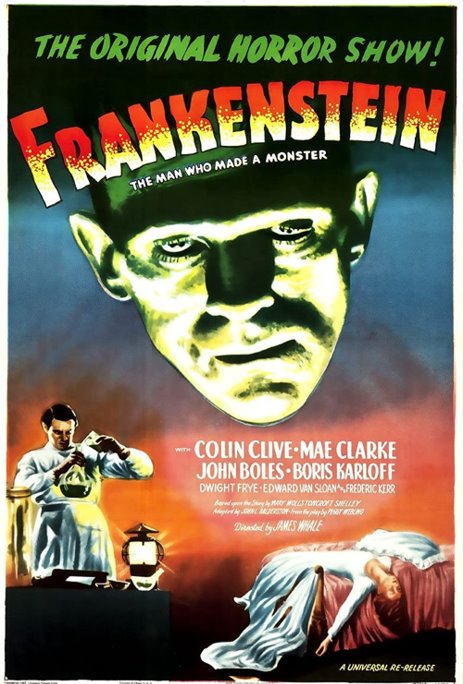 THE ORIGINAL HORROR SHOW!
FRANKENSTEIN
THE MAN WHO MADE A MONSTER
WITH COLIN CLIVE · MAE CLARKE
JOHN BOLES · BORIS KARLOFF
DWIGHT FRYE · EDWARD VAN SLOAN AND FREDERIC KERR
Based upon the Story by MARY WOLLSTONCROFT SHELLEY
Adapted by JOHN L. BALDERSTON - from the play by PEGGY WEBLING
Directed by JAMES WHALE
A UNIVERSAL RE-RELEASE